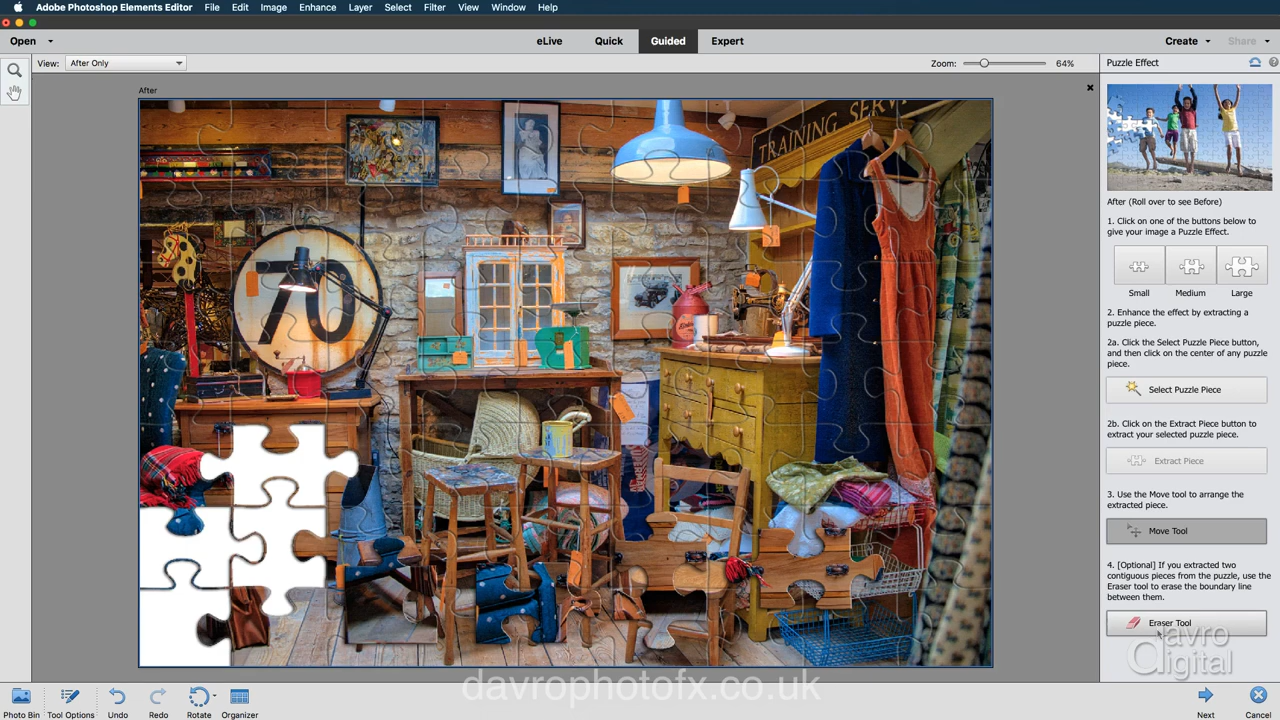 Adobe Photoshop Elements Editor File Edit Image Enhance Layer Select Filter View Window Help
Open eLive Quick Guided Expert Create Share
View: After Only Zoom: 64% Puzzle Effect
After
TRAINING SERV
70
After (Roll over to see Before)
1. Click on one of the buttons below to
give your image a Puzzle Effect.
Small Medium Large
2. Enhance the effect by extracting a
puzzle piece.
2a. Click the Select Puzzle Piece button,
and then click on the center of any puzzle
piece.
Select Puzzle Piece
2b. Click on the Extract Piece button to
extract your selected puzzle piece.
Extract Piece
3. Use the Move tool to arrange the
extracted piece.
Move Tool
4. [Optional] If you extracted two
contiguous pieces from the puzzle, use the
Eraser tool to erase the boundary line
between them.
Eraser Tool
davro
digital
davrophotofx.co.uk
Photo Bin Tool Options Undo Redo Rotate Organizer Next Cancel